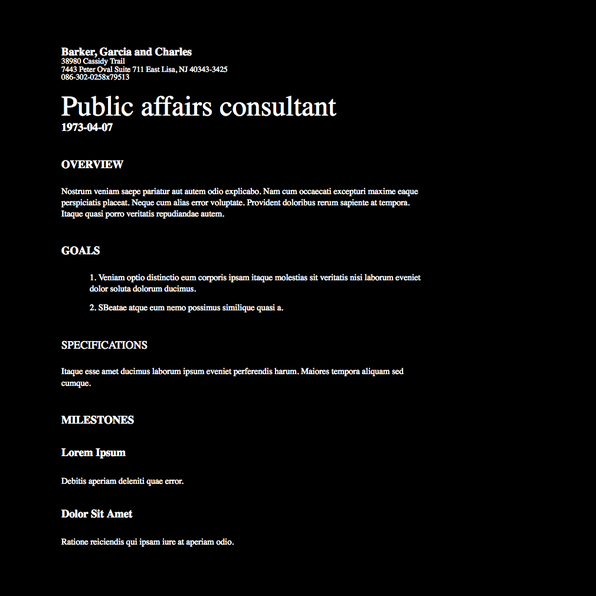 Barker, Garcia and Charles
38980 Cassidy Trail
7443 Peter Oval Suite 711 East Lisa, NJ 40343-3425
086-302-0258x79513
Public affairs consultant
1973-04-07
OVERVIEW
Nostrum veniam saepe pariatur aut autem odio explicabo. Nam cum occaecati excepturi maxime eaque
perspiciatis placeat. Neque cum alias error voluptate. Provident doloribus rerum sapiente at tempora.
Itaque quasi porro veritatis repudiandae autem.
GOALS
1. Veniam optio distinctio eum corporis ipsam itaque molestias sit veritatis nisi laborum eveniet
dolor soluta dolorum ducimus.
2. SBeatae atque eum nemo possimus similique quasi a.
SPECIFICATIONS
Itaque esse amet ducimus laborum ipsum eveniet perferendis harum. Maiores tempora aliquam sed
cumque.
MILESTONES
Lorem Ipsum
Debitis aperiam deleniti quae error.
Dolor Sit Amet
Ratione reiciendis qui ipsam iure at aperiam odio.